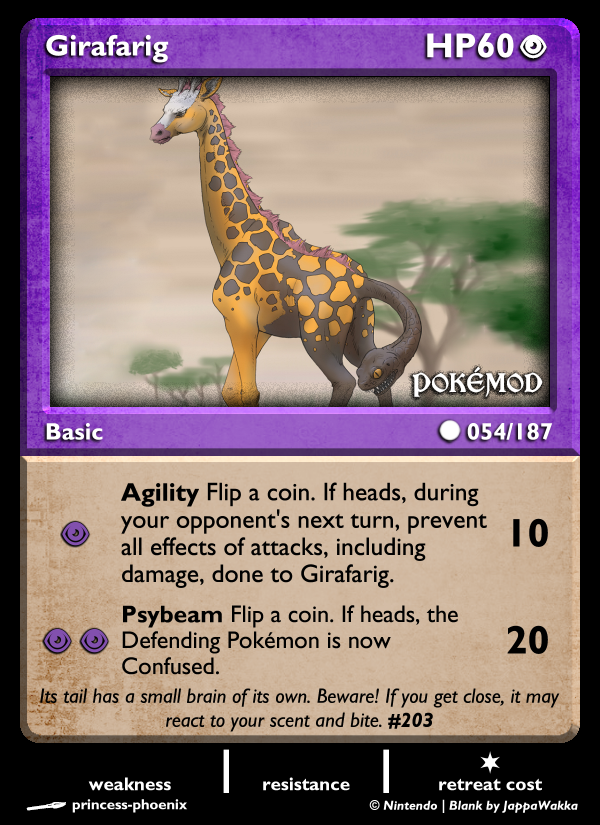 Girafarig HP60
POKÉMOD
Basic 054/187
Agility Flip a coin. If heads, during
your opponent's next turn, prevent
all effects of attacks, including
damage, done to Girafarig.
10
Psybeam Flip a coin. If heads, the
Defending Pokémon is now
Confused.
20
Its tail has a small brain of its own. Beware! If you get close, it may
react to your scent and bite. #203
weakness resistance retreat cost
princess-phoenix © Nintendo | Blank by JappaWakka